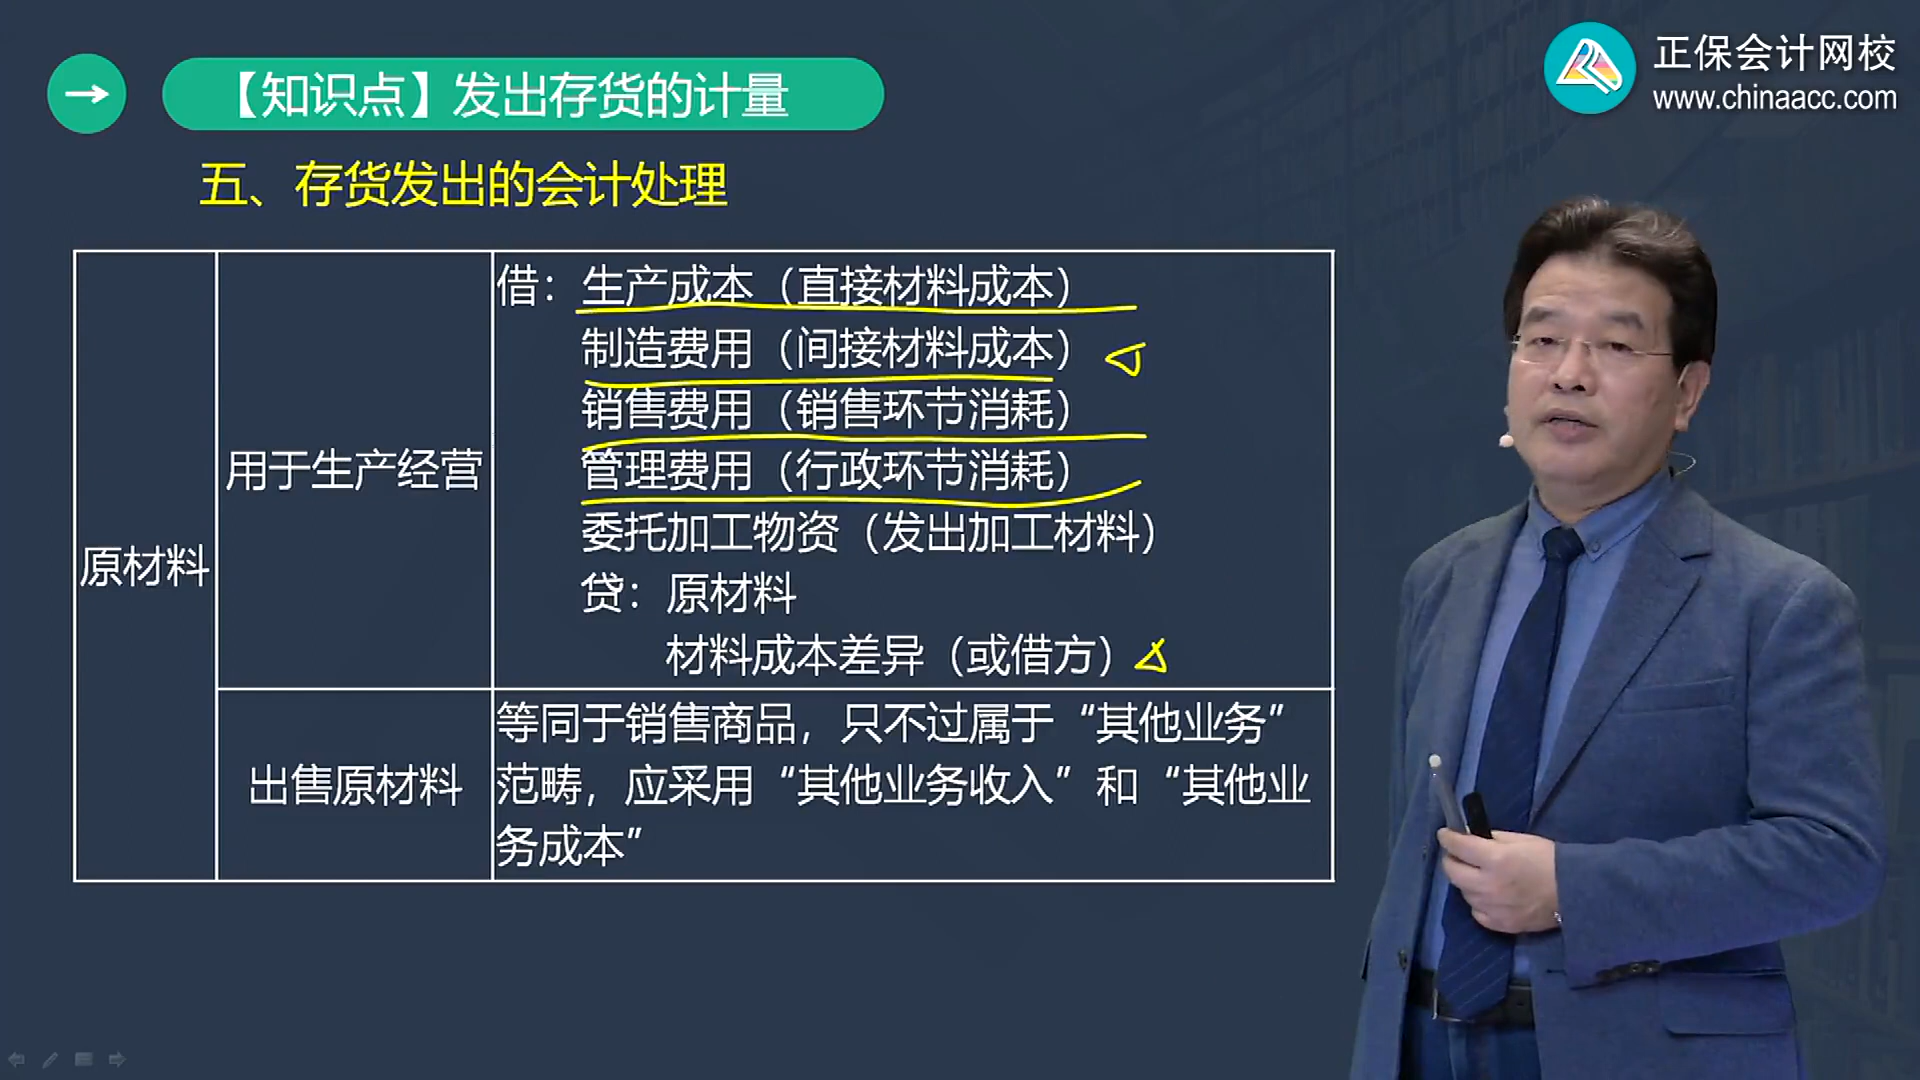 正保会计网校
www.chinaacc.com
【知识点】发出存货的计量
五、存货发出的会计处理
原材料
用于生产经营
借：生产成本（直接材料成本）
制造费用（间接材料成本）
销售费用（销售环节消耗）
管理费用（行政环节消耗）
委托加工物资（发出加工材料）
贷：原材料
材料成本差异（或借方）
出售原材料
等同于销售商品，只不过属于“其他业务”
范畴，应采用“其他业务收入”和“其他业
务成本”